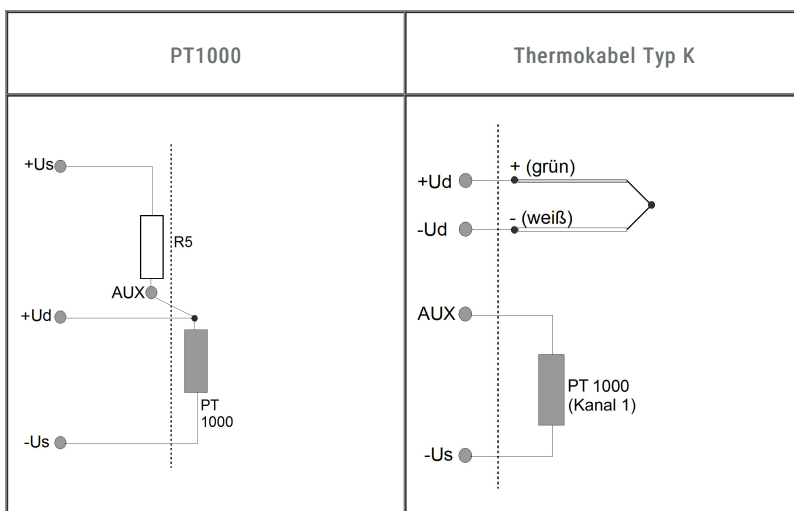 PT1000
Thermokabel Typ K
+Us
R5
AUX
+Ud
PT
1000
-Us
+ (grün)
+Ud
- (weiß)
-Ud
AUX
PT 1000
(Kanal 1)
-Us